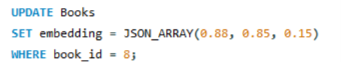 UPDATE Books
SET embedding = JSON_ARRAY(0.88, 0.85, 0.15)
WHERE book_id = 8;